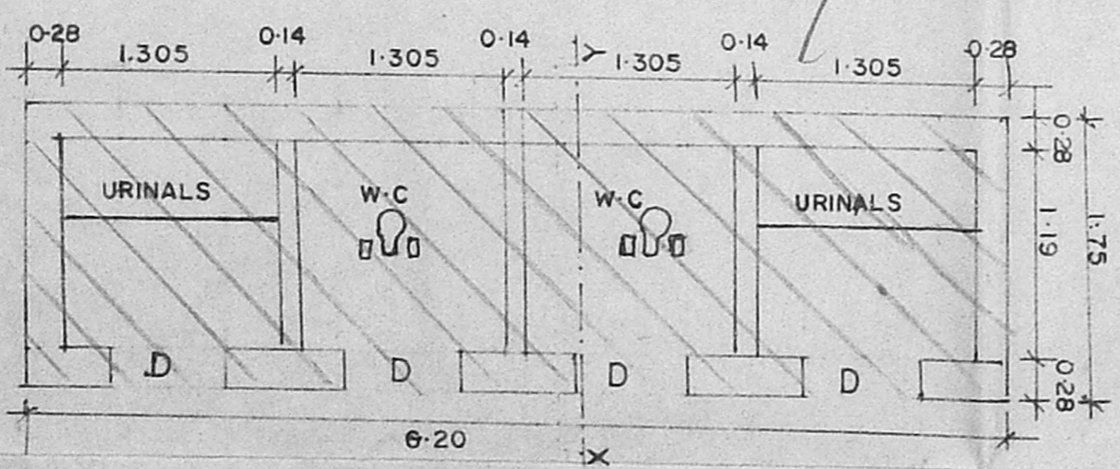 0·28 1.305 0·14 1·305 0·14 Y 1·305 0·14 1·305 0·28
0·28
URINALS W·C W·C URINALS
1·19 1·75
D D D D
0·28
6·20
X